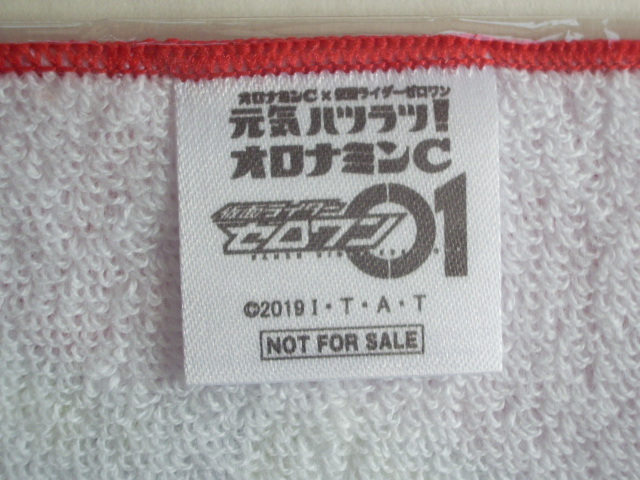 オロナミンC×仮面ライダーゼロワン
元気ハツラツ!
オロナミンC
仮面ライダー
ゼロワン 01
©2019 I・T・A・T
NOT FOR SALE